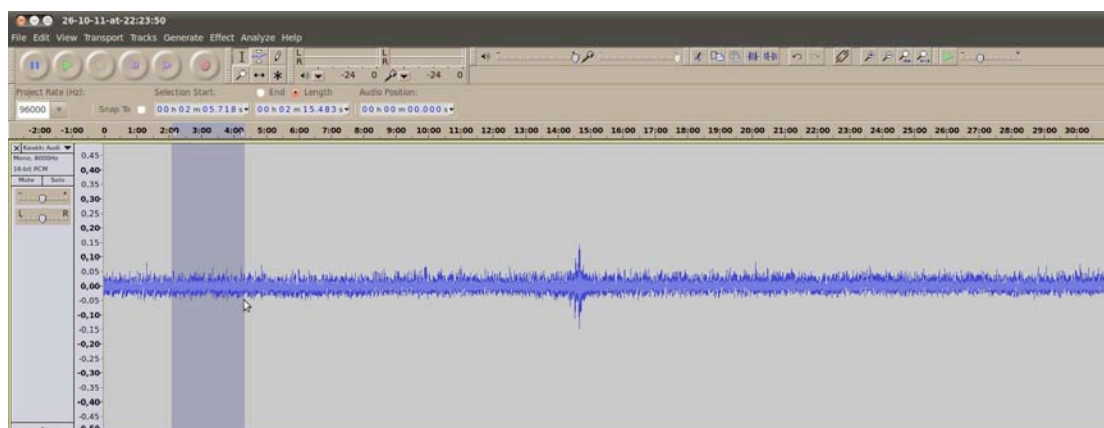 26-10-11-at-22:23:50
File Edit View Transport Tracks Generate Effect Analyze Help
L
R
L
R
-24 0
-24 0
Project Rate (Hz):
Selection Start:
End
Length
Audio Position:
96000
Snap To
00 h 02 m 05.718 s
00 h 02 m 15.483 s
00 h 00 m 00.000 s
-2:00 -1:00 0 1:00 2:00 3:00 4:00 5:00 6:00 7:00 8:00 9:00 10:00 11:00 12:00 13:00 14:00 15:00 16:00 17:00 18:00 19:00 20:00 21:00 22:00 23:00 24:00 25:00 26:00 27:00 28:00 29:00 30:00
Mono, 8000Hz
16-bit PCM
Mute Solo
- +
L R
0,45
0,40
0,35
0,30
0,25
0,20
0,15
0,10
0,05
0,00
-0,05
-0,10
-0,15
-0,20
-0,25
-0,30
-0,35
-0,40
-0,45